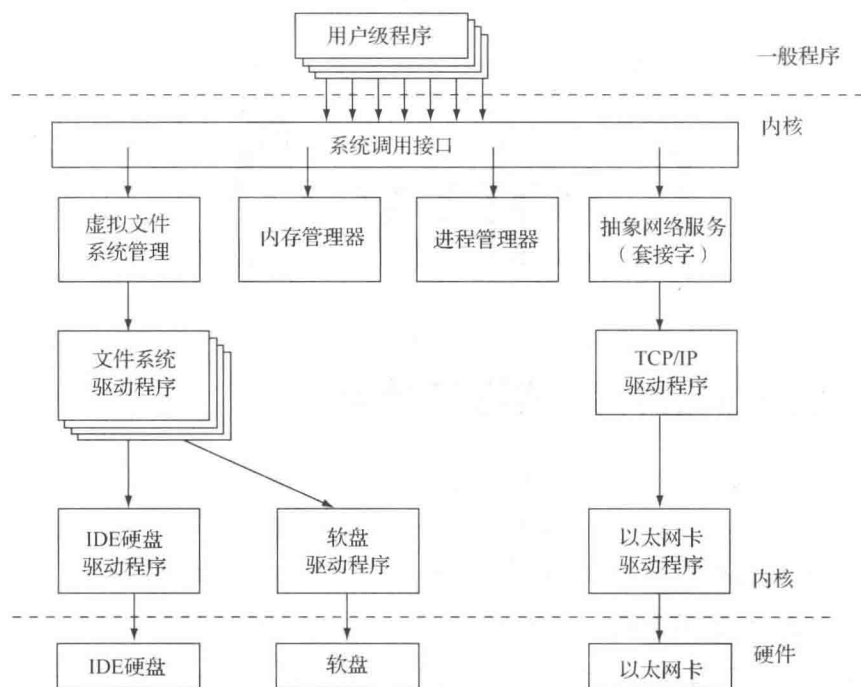 用户级程序
一般程序
内核
系统调用接口
虚拟文件
系统管理
内存管理器
进程管理器
抽象网络服务
（套接字）
文件系统
驱动程序
TCP/IP
驱动程序
IDE硬盘
驱动程序
软盘
驱动程序
以太网卡
驱动程序
内核
硬件
IDE硬盘
软盘
以太网卡